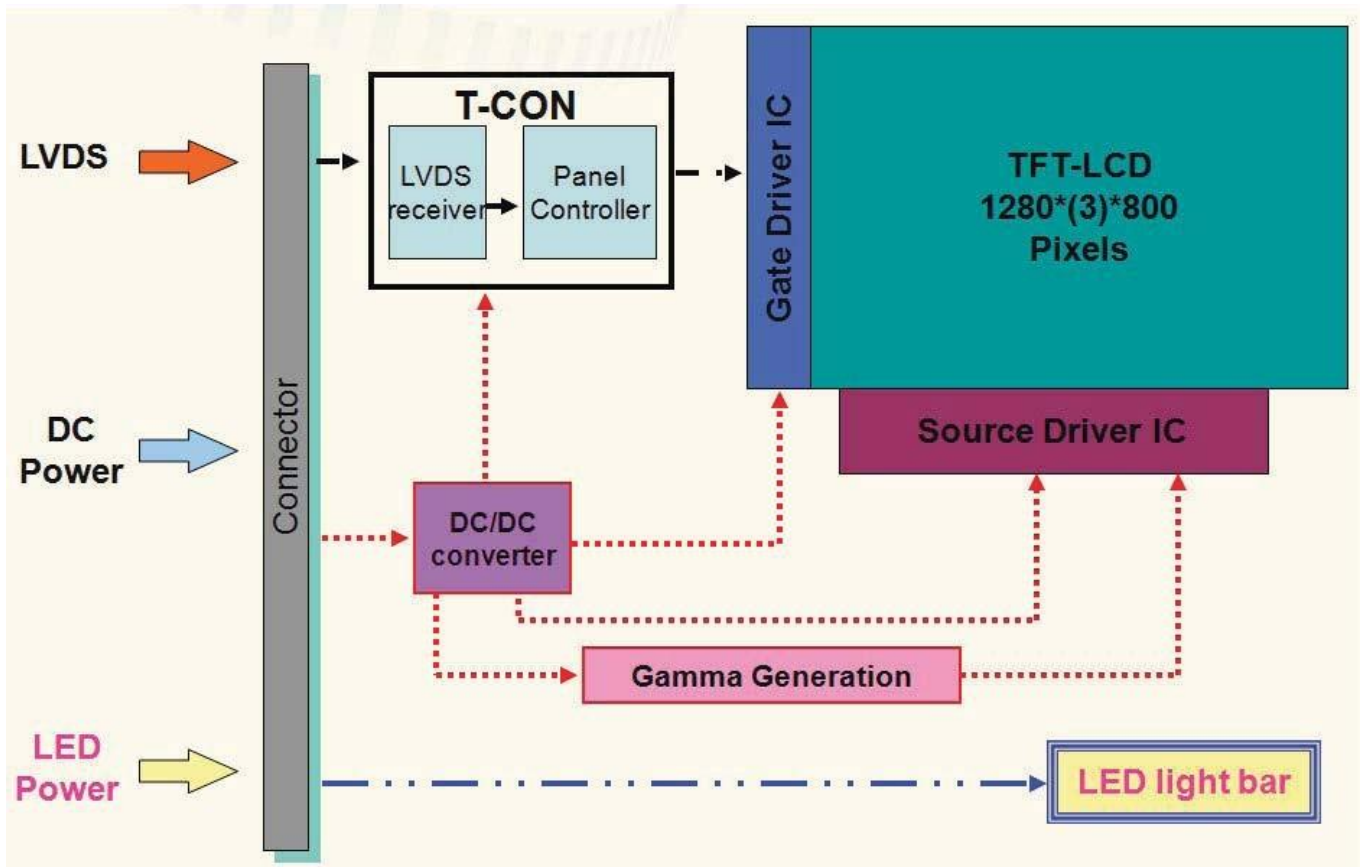 LVDS
DC
Power
LED
Power
Connector
T-CON
LVDS
receiver
Panel
Controller
DC/DC
converter
Gamma Generation
Gate Driver IC
TFT-LCD
1280*(3)*800
Pixels
Source Driver IC
LED light bar